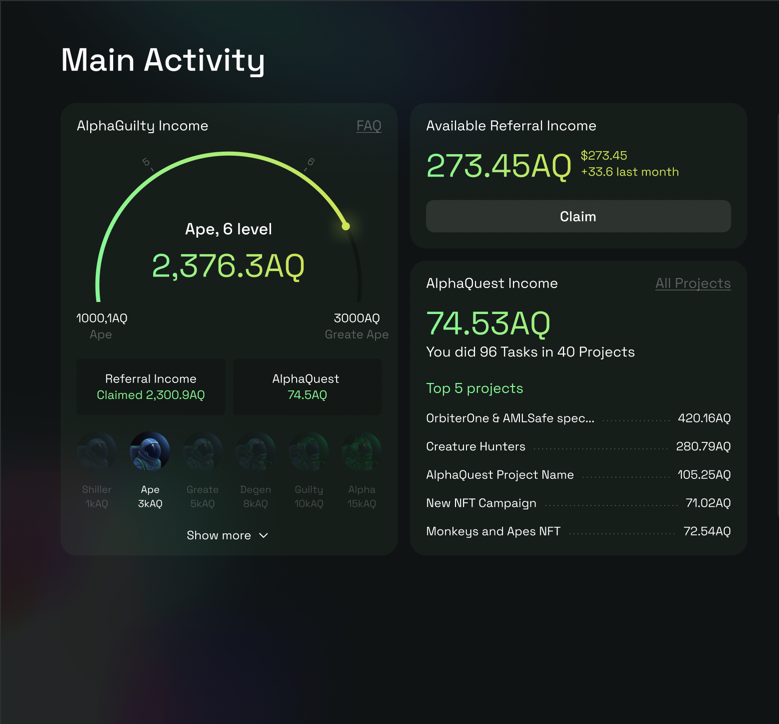 Main Activity
AlphaGuilty Income
FAQ
5
6
Ape, 6 level
2,376.3AQ
1000,1AQ
Ape
3000AQ
Greate Ape
Referral Income
Claimed 2,300.9AQ
AlphaQuest
74.5AQ
Shiller
1kAQ
Ape
3kAQ
Greate
5kAQ
Degen
8kAQ
Guilty
10kAQ
Alpha
15kAQ
Show more
Available Referral Income
273.45AQ
$273.45
+33.6 last month
Claim
AlphaQuest Income
All Projects
74.53AQ
You did 96 Tasks in 40 Projects
Top 5 projects
OrbiterOne & AMLSafe spec... 420.16AQ
Creature Hunters 280.79AQ
AlphaQuest Project Name 105.25AQ
New NFT Campaign 71.02AQ
Monkeys and Apes NFT 72.54AQ